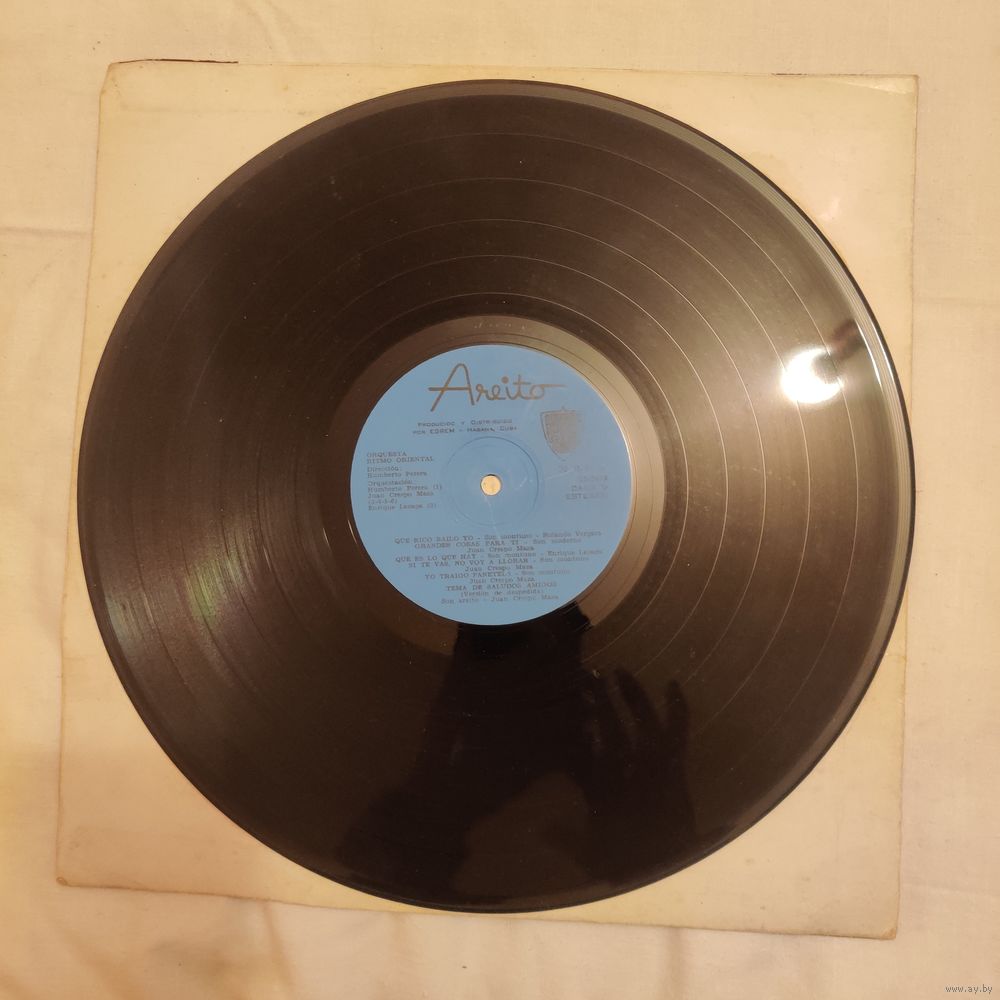 Areito
PRODUCIDO Y DISTRIBUIDO
POR EGREM - HABANA, CUBA
ORQUESTA
RITMO ORIENTAL
Dirección:
Humberto Perera
Orquestación:
Humberto Perera (1)
Juan Crespo Maza
Enrique Lazaga (3)
CARA
ESTEREO
QUE RICO BAILO YO - Son montuno - Rolando Vergara
GRANDES COSAS PARA TI - Son moderno
Juan Crespo Maza
QUE ES LO QUE HAY - Son montuno - Enrique Lazaga
SI TE VAS, NO VOY A LLORAR - Son montuno
Juan Crespo Maza
YO TRAIGO PANETELA - Son montuno
Juan Crespo Maza
TEMA DE SALUDOS AMIGOS
(Versión de despedida)
Son areito - Juan Crespo Maza
www.ay.by